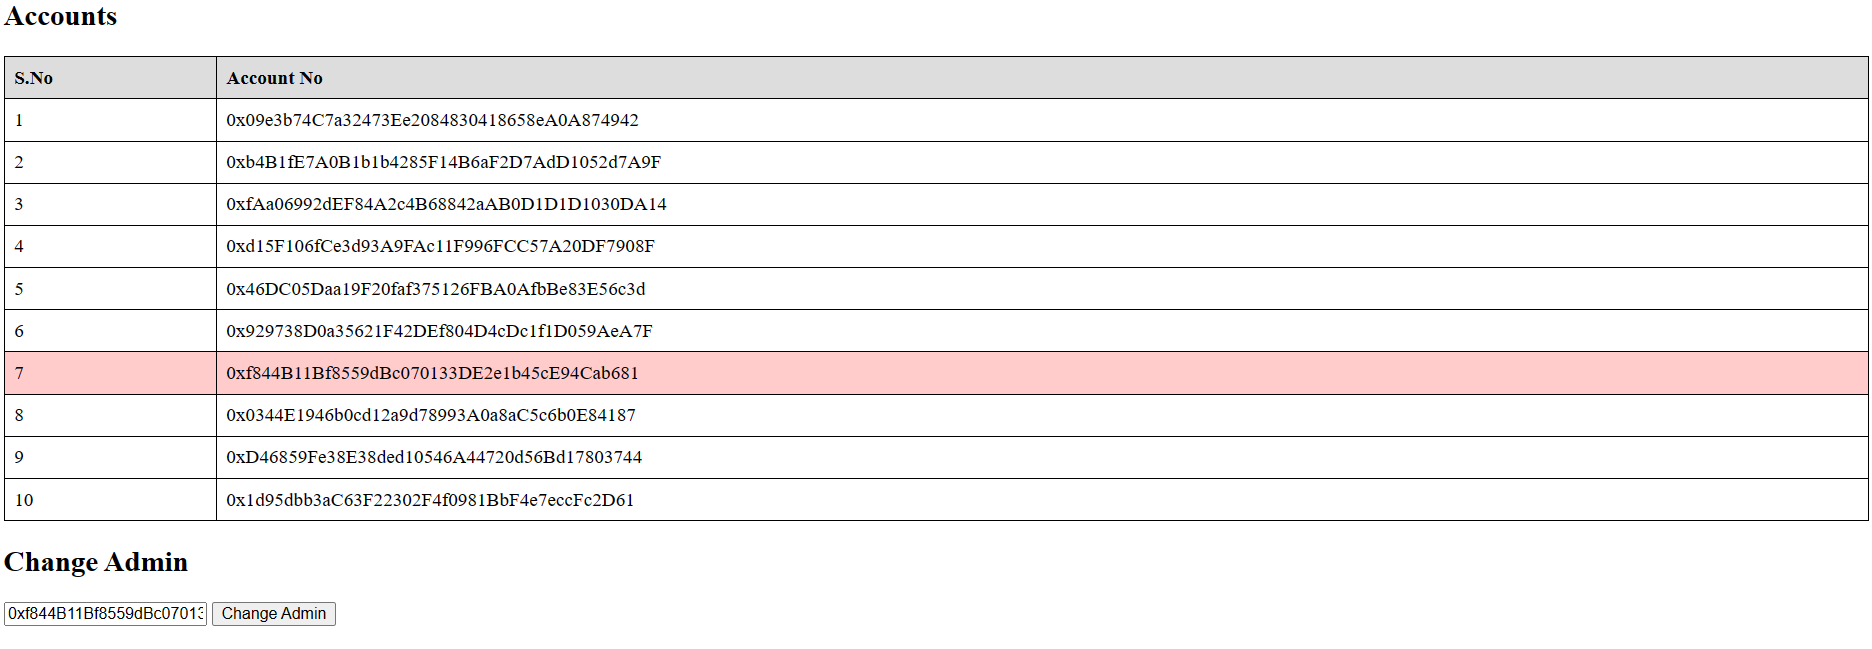 Accounts
S.No Account No
1 0x09e3b74C7a32473Ee2084830418658eA0A874942
2 0xb4B1fE7A0B1b1b4285F14B6aF2D7AdD1052d7A9F
3 0xfAa06992dEF84A2c4B68842aAB0D1D1D1030DA14
4 0xd15F106fCe3d93A9FAc11F996FCC57A20DF7908F
5 0x46DC05Daa19F20faf375126FBA0AfbBe83E56c3d
6 0x929738D0a35621F42DEf804D4cDc1f1D059AeA7F
7 0xf844B11Bf8559dBc070133DE2e1b45cE94Cab681
8 0x0344E1946b0cd12a9d78993A0a8aC5c6b0E84187
9 0xD46859Fe38E38ded10546A44720d56Bd17803744
10 0x1d95dbb3aC63F22302F4f0981BbF4e7eccFc2D61
Change Admin
0xf844B11Bf8559dBc07013 Change Admin